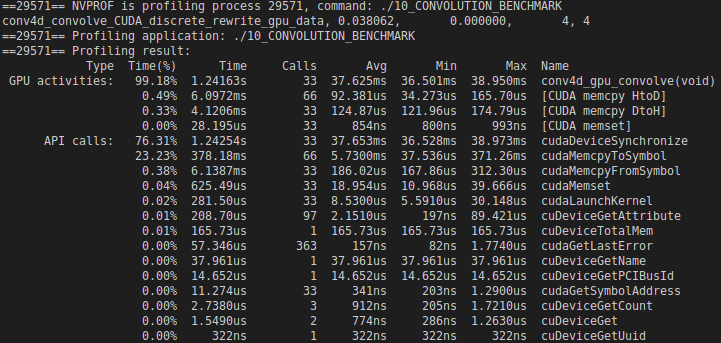 ==29571== NVPROF is profiling process 29571, command: ./10_CONVOLUTION_BENCHMARK
conv4d_convolve_CUDA_discrete_rewrite_gpu_data, 0.038062, 0.000000, 4, 4
==29571== Profiling application: ./10_CONVOLUTION_BENCHMARK
==29571== Profiling result:
Type Time(%) Time Calls Avg Min Max Name
GPU activities: 99.18% 1.24163s 33 37.625ms 36.501ms 38.950ms conv4d_gpu_convolve(void)
0.49% 6.0972ms 66 92.381us 34.273us 165.70us [CUDA memcpy HtoD]
0.33% 4.1206ms 33 124.87us 121.96us 174.79us [CUDA memcpy DtoH]
0.00% 28.195us 33 854ns 800ns 993ns [CUDA memset]
API calls: 76.31% 1.24254s 33 37.653ms 36.528ms 38.973ms cudaDeviceSynchronize
23.23% 378.18ms 66 5.7300ms 37.536us 371.26ms cudaMemcpyToSymbol
0.38% 6.1387ms 33 186.02us 167.86us 312.30us cudaMemcpyFromSymbol
0.04% 625.49us 33 18.954us 10.968us 39.666us cudaMemset
0.02% 281.50us 33 8.5300us 5.5910us 30.148us cudaLaunchKernel
0.01% 208.70us 97 2.1510us 197ns 89.421us cuDeviceGetAttribute
0.01% 165.73us 1 165.73us 165.73us 165.73us cuDeviceTotalMem
0.00% 57.346us 363 157ns 82ns 1.7740us cudaGetLastError
0.00% 37.961us 1 37.961us 37.961us 37.961us cuDeviceGetName
0.00% 14.652us 1 14.652us 14.652us 14.652us cuDeviceGetPCIBusId
0.00% 11.274us 33 341ns 203ns 1.2900us cudaGetSymbolAddress
0.00% 2.7380us 3 912ns 205ns 1.7210us cuDeviceGetCount
0.00% 1.5490us 2 774ns 286ns 1.2630us cuDeviceGet
0.00% 322ns 1 322ns 322ns 322ns cuDeviceGetUuid